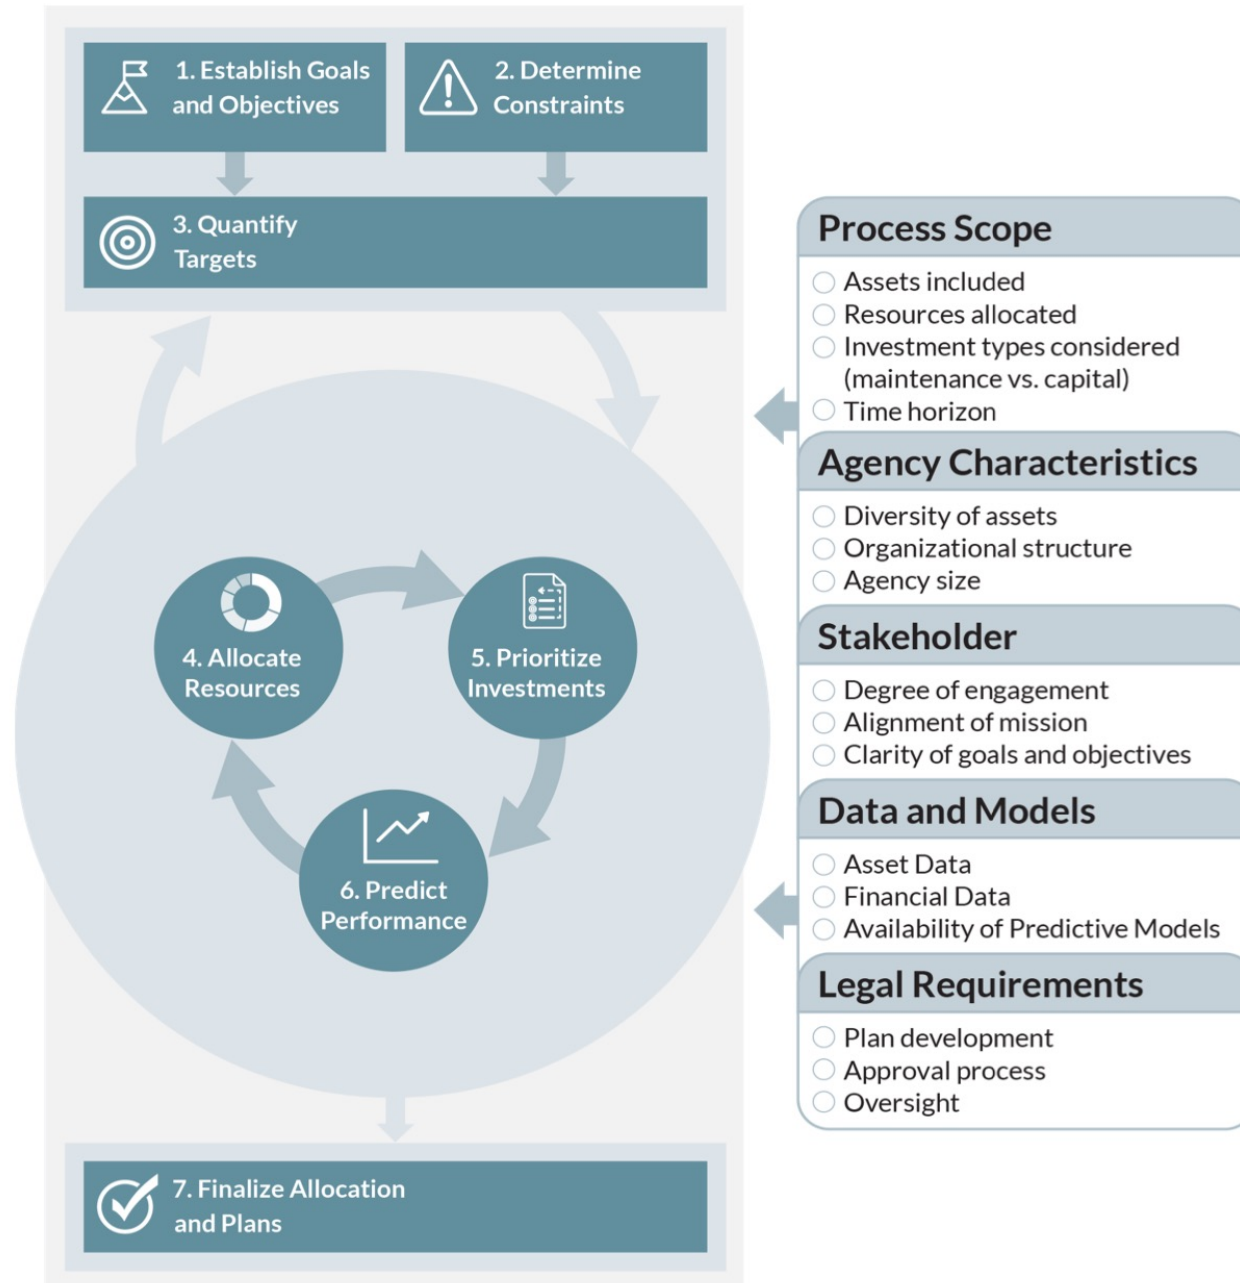 1. Establish Goals
and Objectives
2. Determine
Constraints
3. Quantify
Targets
4. Allocate
Resources
5. Prioritize
Investments
6. Predict
Performance
7. Finalize Allocation
and Plans
Process Scope
Assets included
Resources allocated
Investment types considered
(maintenance vs. capital)
Time horizon
Agency Characteristics
Diversity of assets
Organizational structure
Agency size
Stakeholder
Degree of engagement
Alignment of mission
Clarity of goals and objectives
Data and Models
Asset Data
Financial Data
Availability of Predictive Models
Legal Requirements
Plan development
Approval process
Oversight